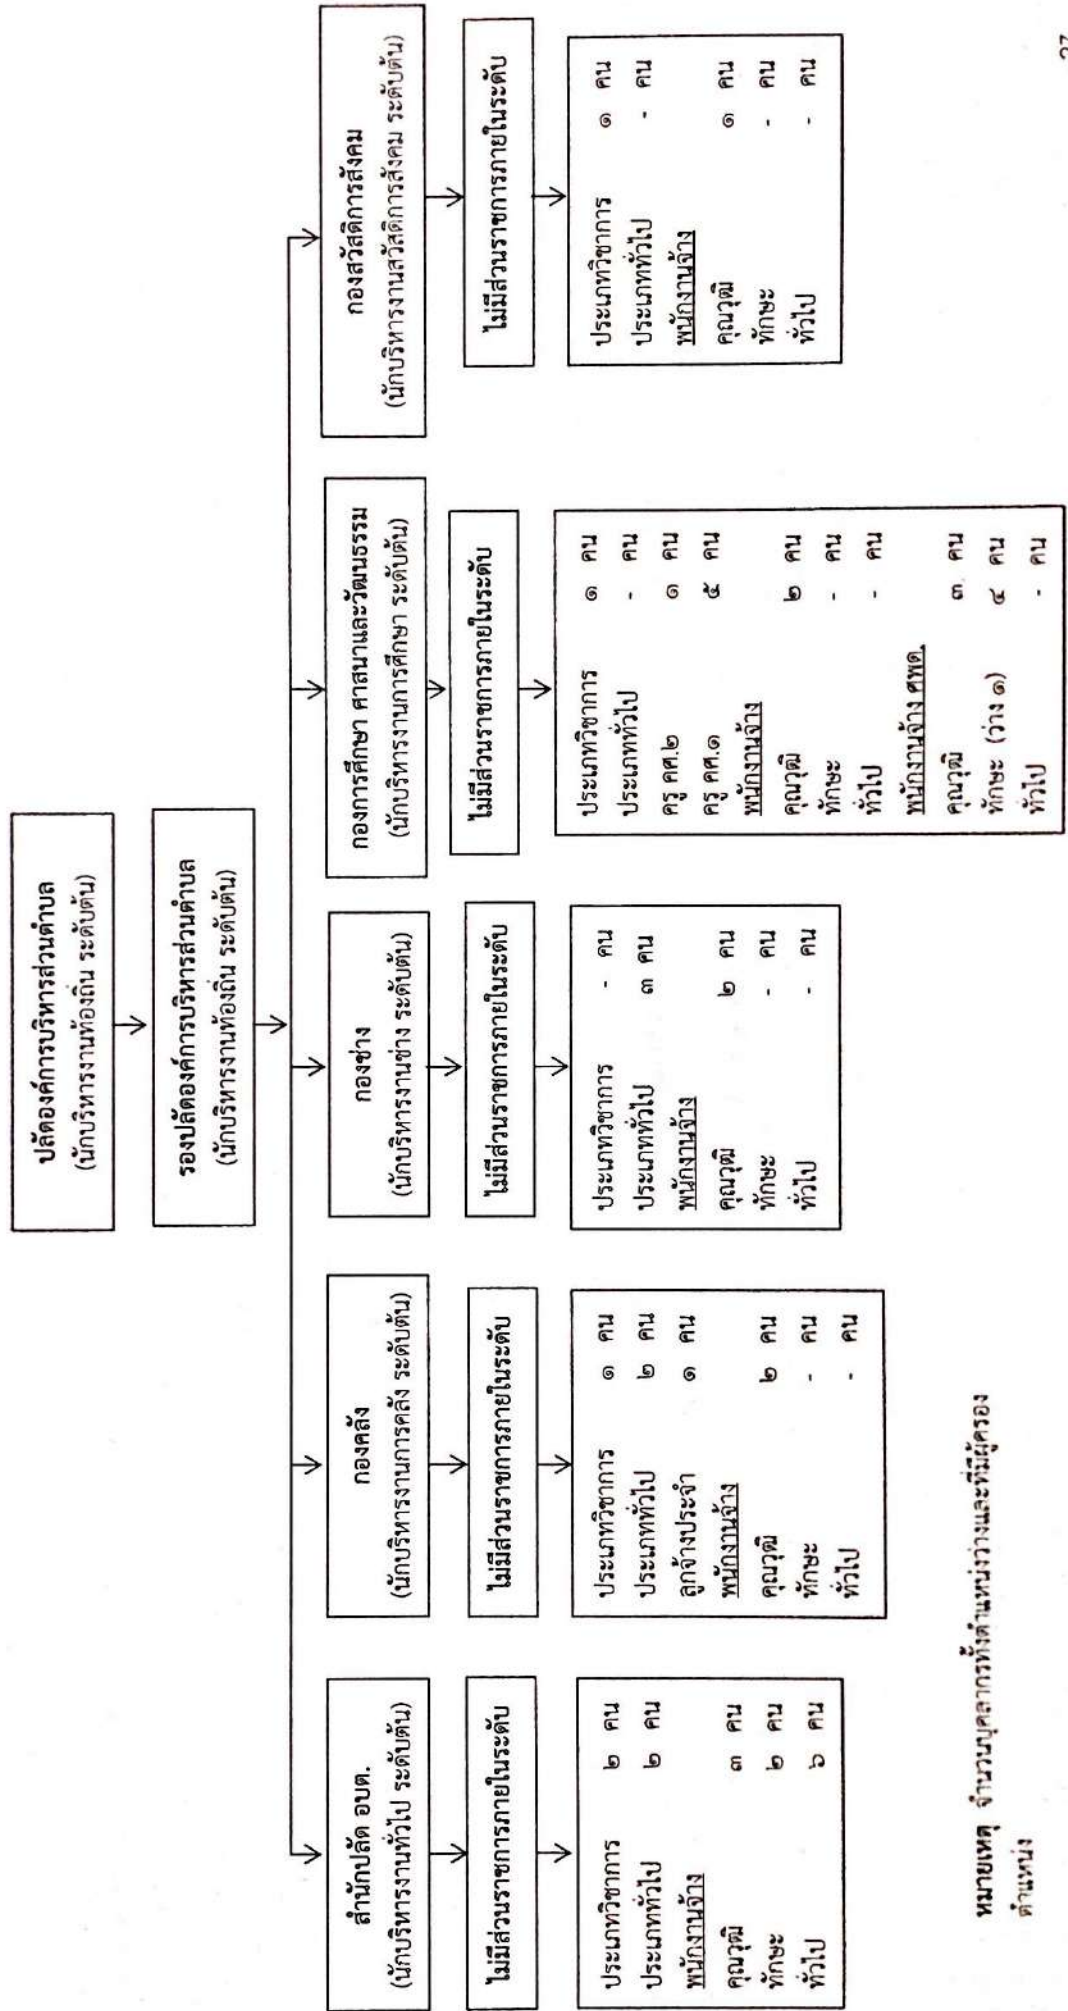 ปลัดองค์การบริหารส่วนตำบล
(นักบริหารงานท้องถิ่น ระดับต้น)
รองปลัดองค์การบริหารส่วนตำบล
(นักบริหารงานท้องถิ่น ระดับต้น)
สำนักปลัด อบต.
(นักบริหารงานทั่วไป ระดับต้น)
ไม่มีส่วนราชการภายในระดับ
ประเภทวิชาการ ๒ คน
ประเภททั่วไป ๒ คน
พนักงานจ้าง
คุณวุฒิ ๓ คน
ทักษะ ๒ คน
ทั่วไป ๖ คน
กองคลัง
(นักบริหารงานการคลัง ระดับต้น)
ไม่มีส่วนราชการภายในระดับ
ประเภทวิชาการ ๑ คน
ประเภททั่วไป ๒ คน
ลูกจ้างประจำ ๑ คน
พนักงานจ้าง
คุณวุฒิ ๒ คน
ทักษะ - คน
ทั่วไป - คน
กองช่าง
(นักบริหารงานช่าง ระดับต้น)
ไม่มีส่วนราชการภายในระดับ
ประเภทวิชาการ - คน
ประเภททั่วไป ๓ คน
พนักงานจ้าง
คุณวุฒิ ๒ คน
ทักษะ - คน
ทั่วไป - คน
กองการศึกษา ศาสนาและวัฒนธรรม
(นักบริหารงานการศึกษา ระดับต้น)
ไม่มีส่วนราชการภายในระดับ
ประเภทวิชาการ ๑ คน
ประเภททั่วไป - คน
ครู คศ.๒ ๑ คน
ครู คศ.๑ ๕ คน
พนักงานจ้าง
คุณวุฒิ ๒ คน
ทักษะ - คน
ทั่วไป - คน
พนักงานจ้าง ศพด.
คุณวุฒิ ๓ คน
ทักษะ (ว่าง ๑) ๔ คน
ทั่วไป - คน
กองสวัสดิการสังคม
(นักบริหารงานสวัสดิการสังคม ระดับต้น)
ไม่มีส่วนราชการภายในระดับ
ประเภทวิชาการ ๑ คน
ประเภททั่วไป - คน
พนักงานจ้าง
คุณวุฒิ ๑ คน
ทักษะ - คน
ทั่วไป - คน
หมายเหตุ จำนวนบุคลากรทั้งตำแหน่งว่างและที่มีผู้ครอง
ตำแหน่ง